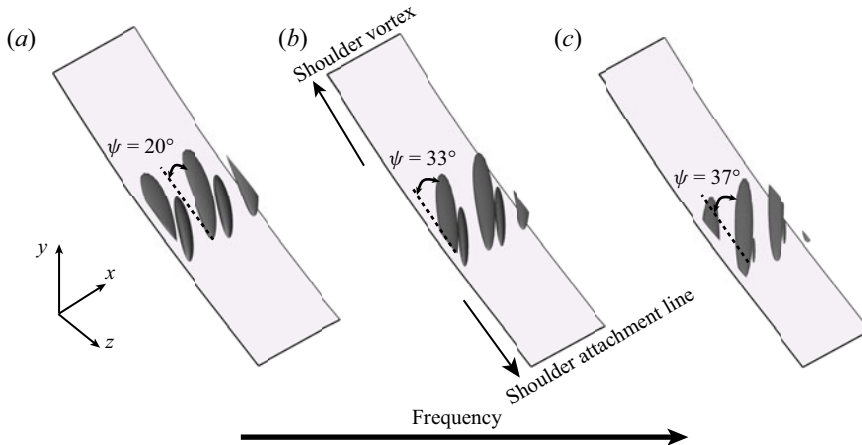 (a)
(b)
(c)
Shoulder vortex
ψ = 20°
ψ = 33°
ψ = 37°
y
x
z
Shoulder attachment line
Frequency